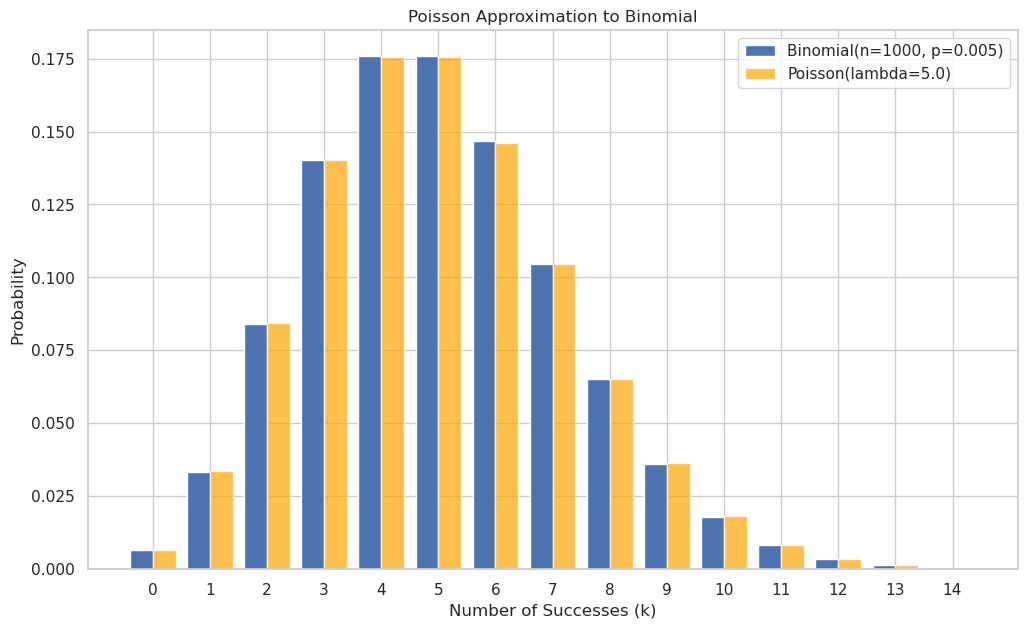 Poisson Approximation to Binomial
Binomial(n=1000, p=0.005)
Poisson(lambda=5.0)
Probability
0.175
0.150
0.125
0.100
0.075
0.050
0.025
0.000
0 1 2 3 4 5 6 7 8 9 10 11 12 13 14
Number of Successes (k)